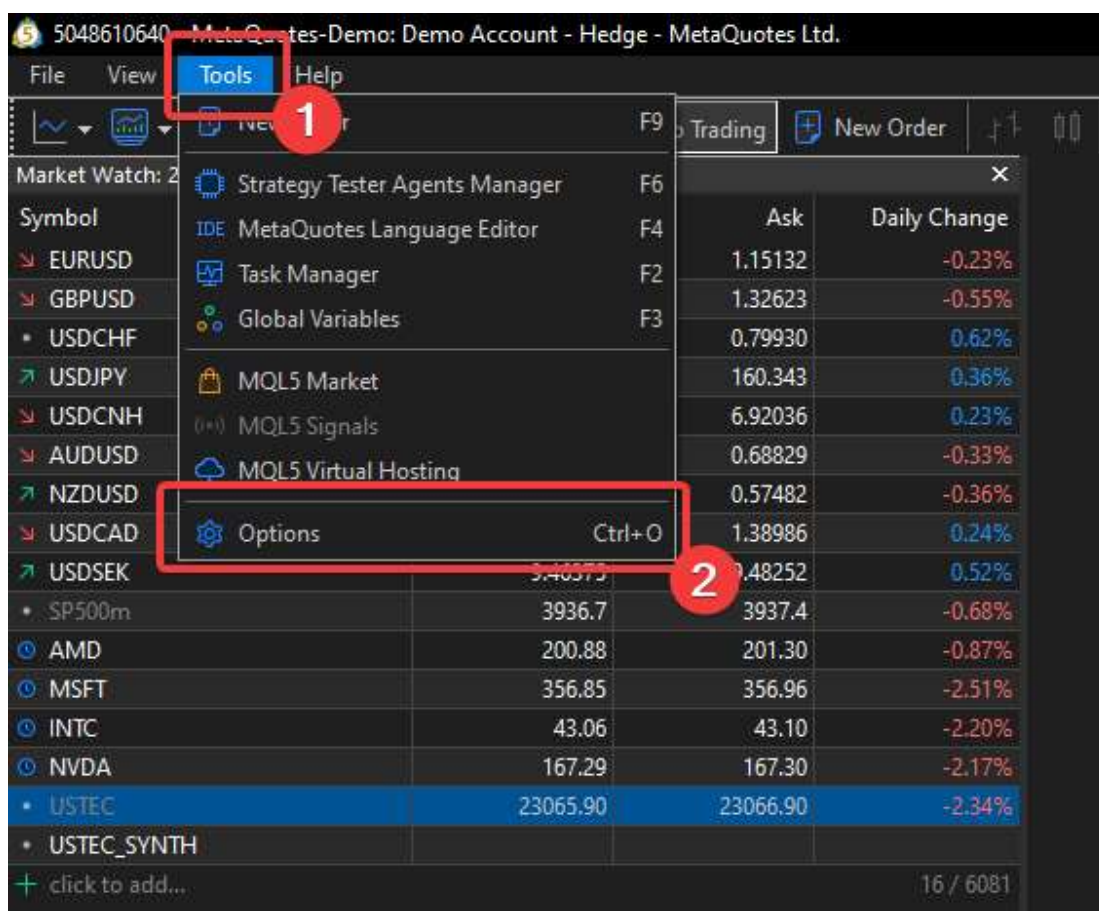 5048610640 - MetaQuotes-Demo: Demo Account - Hedge - MetaQuotes Ltd.
File View Tools Help
1
F9
Trading New Order
Market Watch: 2
Strategy Tester Agents Manager F6
Symbol Ask Daily Change
IDE MetaQuotes Language Editor F4
EURUSD 1.15132 -0.23%
Task Manager F2
GBPUSD 1.32623 -0.55%
Global Variables F3
USDCHF 0.79930 0.62%
USDJPY MQL5 Market 160.343 0.36%
USDCNH MQL5 Signals 6.92036 0.23%
AUDUSD MQL5 Virtual Hosting 0.68829 -0.33%
NZDUSD 0.57482 -0.36%
USDCAD Options Ctrl+O 1.38986 0.24%
USDSEK 2 .48252 0.52%
SP500m 3936.7 3937.4 -0.68%
AMD 200.88 201.30 -0.87%
MSFT 356.85 356.96 -2.51%
INTC 43.06 43.10 -2.20%
NVDA 167.29 167.30 -2.17%
USTEC 23065.90 23066.90 -2.34%
USTEC_SYNTH
click to add... 16 / 6081